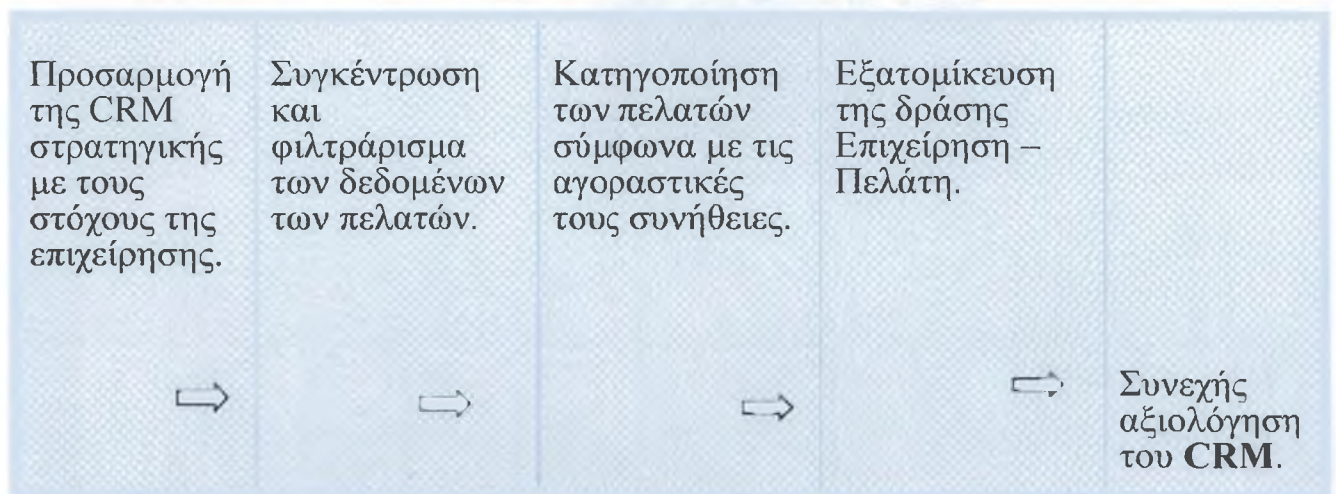 Προσαρμογή
της CRM
στρατηγικής
με τους
στόχους της
επιχείρησης.
Συγκέντρωση
και
φιλτράρισμα
των δεδομένων
των πελατών.
Κατηγοποίηση
των πελατών
σύμφωνα με τις
αγοραστικές
τους συνήθειες.
Εξατομίκευση
της δράσης
Επιχείρηση –
Πελάτη.
Συνεχής
αξιολόγηση
του CRM.